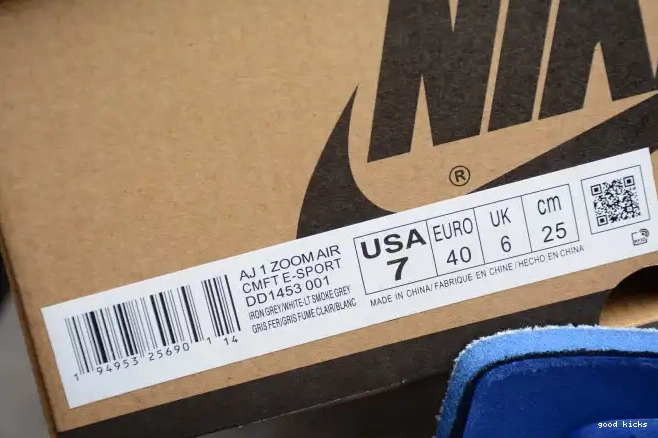 NIK
®
AJ 1 ZOOM AIR
CMFT E-SPORT
DD1453 001
IRON GREY/WHITE-LT SMOKE GREY
GRIS FER/GRIS FUME CLAIR/BLANC
USA
7
EURO
40
UK
6
cm
25
MADE IN CHINA/ FABRIQUE EN CHINE / HECHO EN CHINA
1 94953 25690 1 14
good kicks